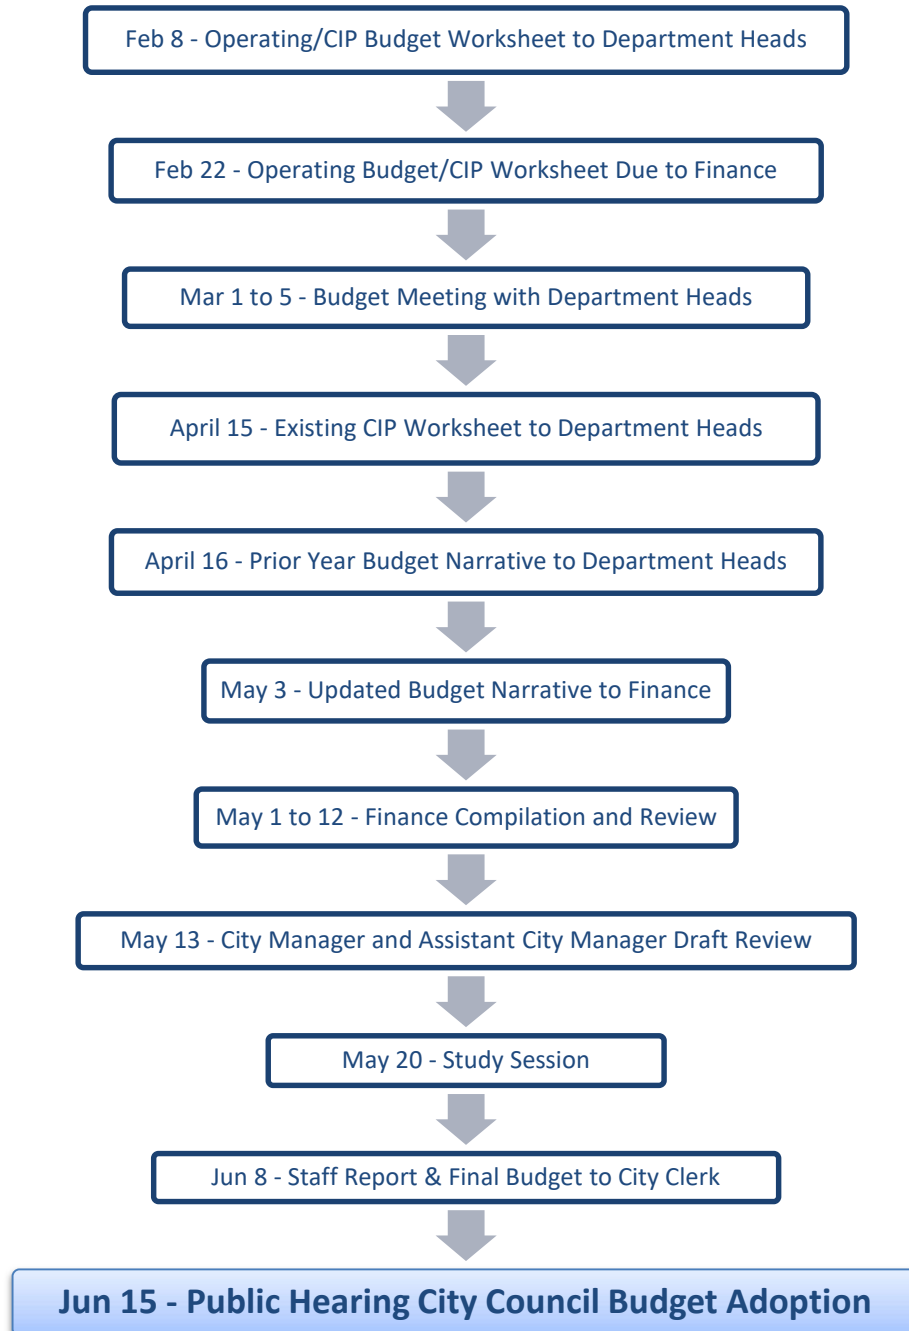 Feb 8 - Operating/CIP Budget Worksheet to Department Heads
Feb 22 - Operating Budget/CIP Worksheet Due to Finance
Mar 1 to 5 - Budget Meeting with Department Heads
April 15 - Existing CIP Worksheet to Department Heads
April 16 - Prior Year Budget Narrative to Department Heads
May 3 - Updated Budget Narrative to Finance
May 1 to 12 - Finance Compilation and Review
May 13 - City Manager and Assistant City Manager Draft Review
May 20 - Study Session
Jun 8 - Staff Report & Final Budget to City Clerk
Jun 15 - Public Hearing City Council Budget Adoption